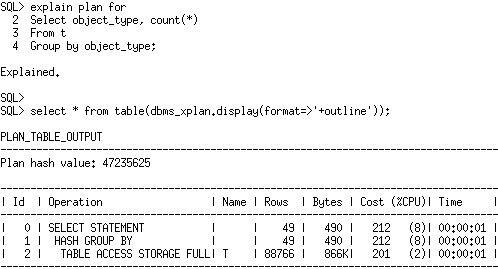 SQL> explain plan for
  2  Select object_type, count(*)
  3  From t
  4  Group by object_type;

Explained.

SQL>
SQL> select * from table(dbms_xplan.display(format=>'+outline'));

PLAN_TABLE_OUTPUT
--------------------------------------------------------------------------------
Plan hash value: 47235625

--------------------------------------------------------------------------------
| Id  | Operation                  | Name | Rows  | Bytes | Cost (%CPU)| Time     |
--------------------------------------------------------------------------------
|   0 | SELECT STATEMENT           |      |    49 |   490 |   212   (8)| 00:00:01 |
|   1 |  HASH GROUP BY             |      |    49 |   490 |   212   (8)| 00:00:01 |
|   2 |   TABLE ACCESS STORAGE FULL| T    | 88766 |   866K|   201   (2)| 00:00:01 |
--------------------------------------------------------------------------------